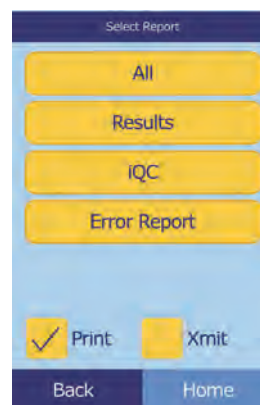 Select Report
All
Results
iQC
Error Report
Print Xmit
Back Home